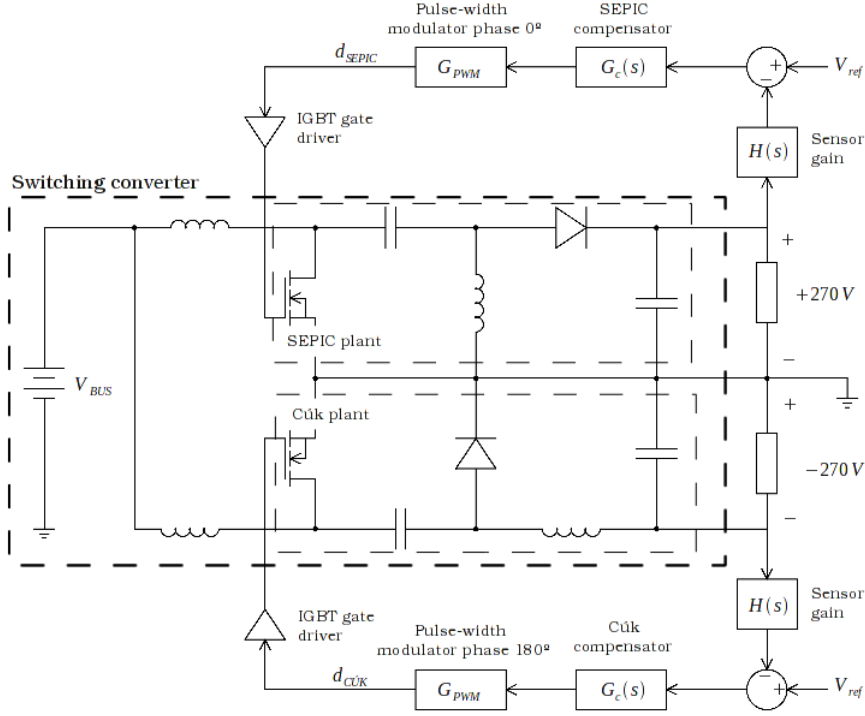 Pulse-width
modulator phase 0º
SEPIC
compensator
d_SEPIC
G_PWM
G_c(s)
+
−
V_ref
IGBT gate
driver
H(s)
Sensor
gain
Switching converter
+
+270 V
−
SEPIC plant
V_BUS
Cúk plant
+
−270 V
−
IGBT gate
driver
H(s)
Sensor
gain
Pulse-width
modulator phase 180º
Cúk
compensator
d_CÚK
G_PWM
G_c(s)
−
+
V_ref